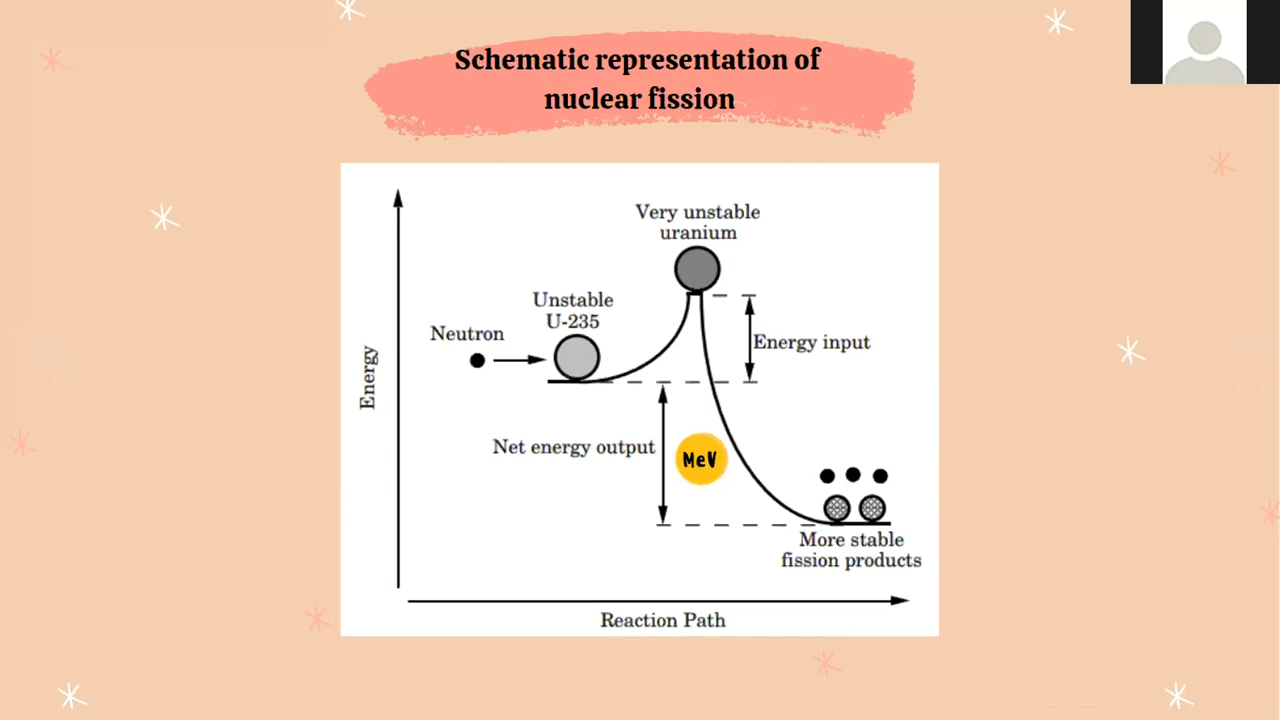 Schematic representation of
nuclear fission
Very unstable
uranium
Unstable
U-235
Neutron
Energy input
Energy
Net energy output
MeV
More stable
fission products
Reaction Path